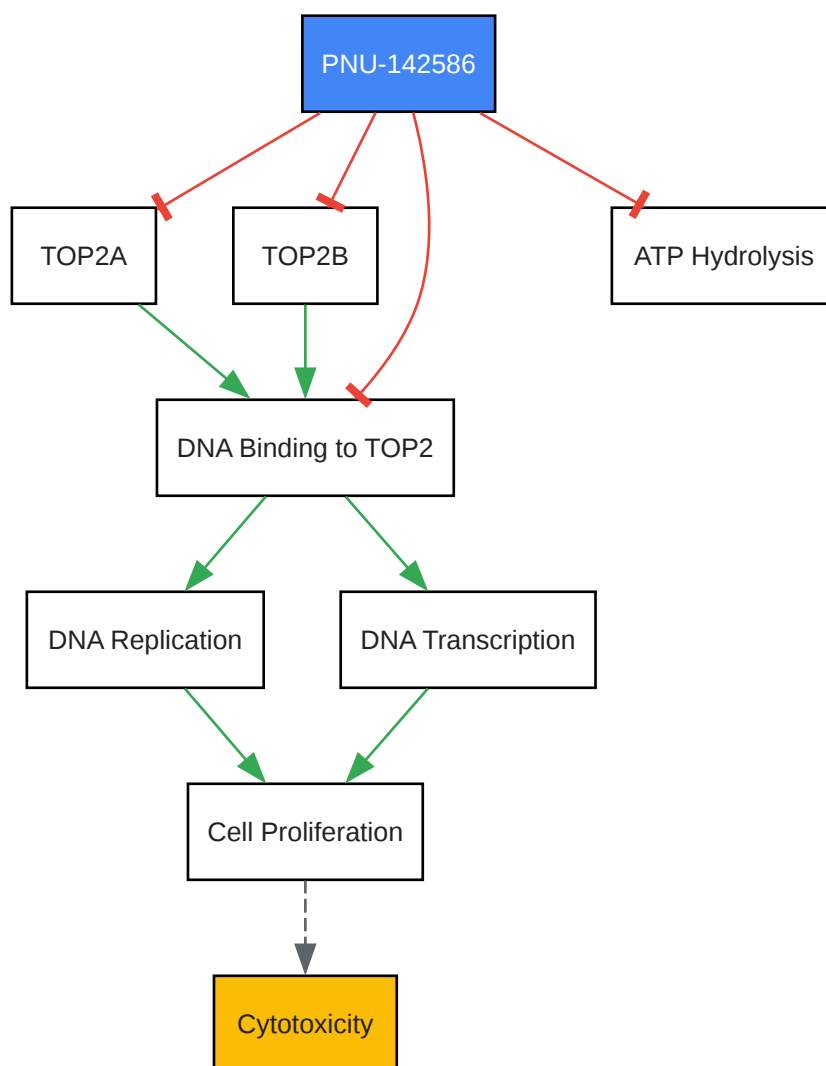 PNU-142586
TOP2A
TOP2B
ATP Hydrolysis
DNA Binding to TOP2
DNA Replication
DNA Transcription
Cell Proliferation
Cytotoxicity